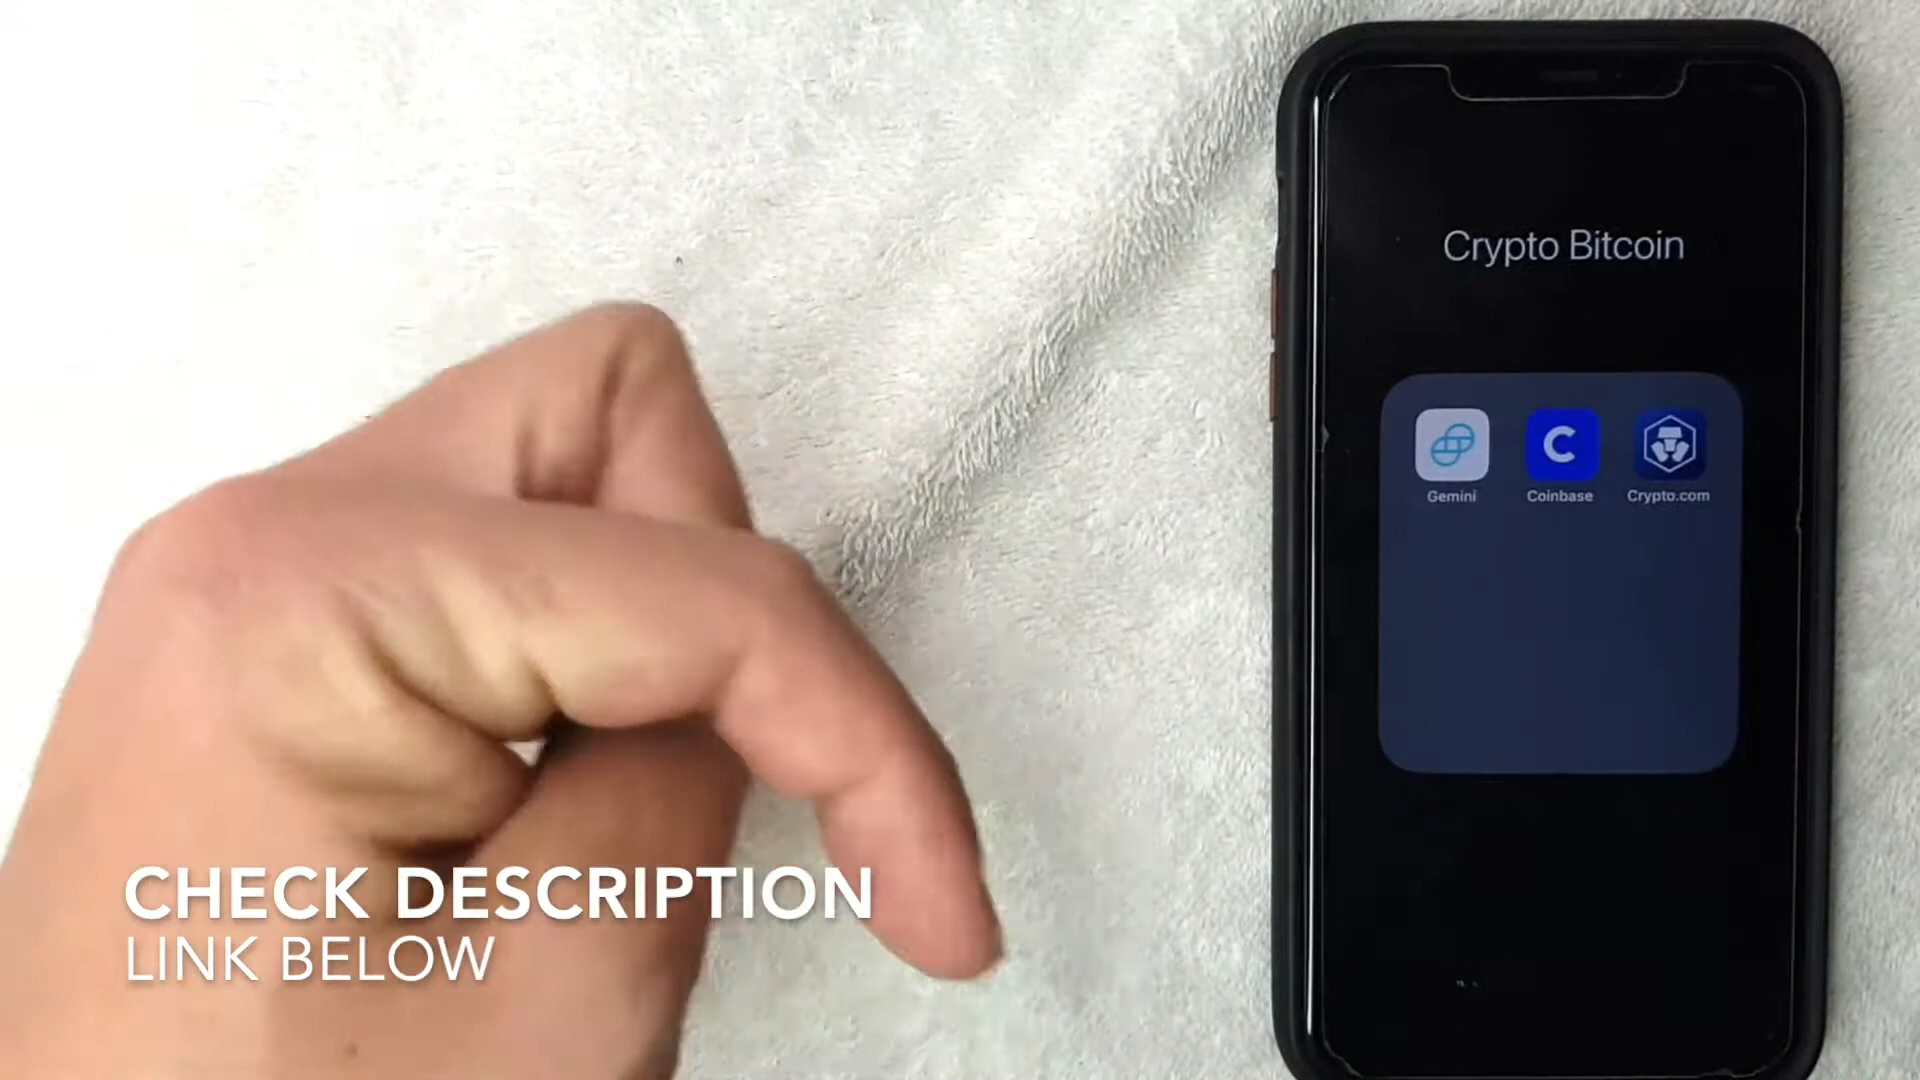 Crypto Bitcoin
Gemini
Coinbase
Crypto.com
CHECK DESCRIPTION
LINK BELOW